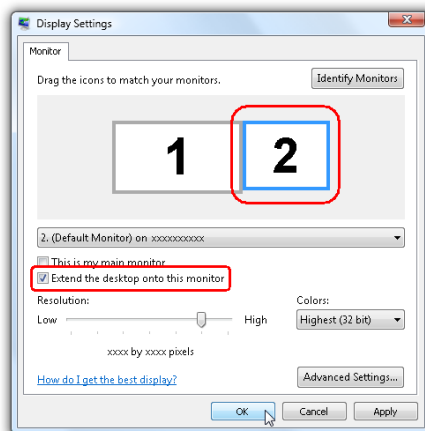 Display Settings
Monitor
Drag the icons to match your monitors.
Identify Monitors
1
2
2. (Default Monitor) on xxxxxxxxxx
This is my main monitor
Extend the desktop onto this monitor
Resolution:
Colors:
Low
High
Highest (32 bit)
xxxx by xxxx pixels
How do I get the best display?
Advanced Settings...
OK
Cancel
Apply